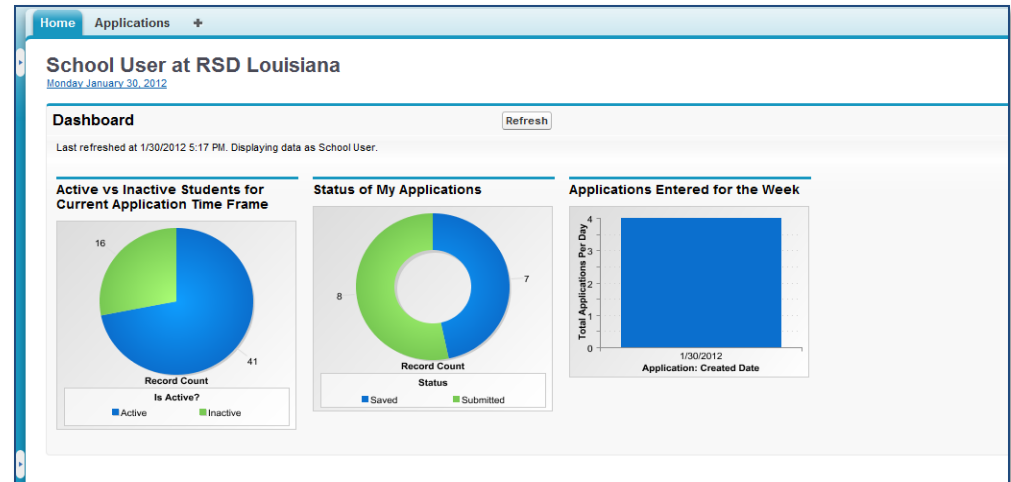 Home Applications +
School User at RSD Louisiana
Monday January 30, 2012
Dashboard
Refresh
Last refreshed at 1/30/2012 5:17 PM. Displaying data as School User.
Active vs Inactive Students for
Current Application Time Frame
16
41
Record Count
Is Active?
Active Inactive
Status of My Applications
7
8
Record Count
Status
Saved Submitted
Applications Entered for the Week
Total Applications Per Day
4
3
2
1
0
1/30/2012
Application: Created Date